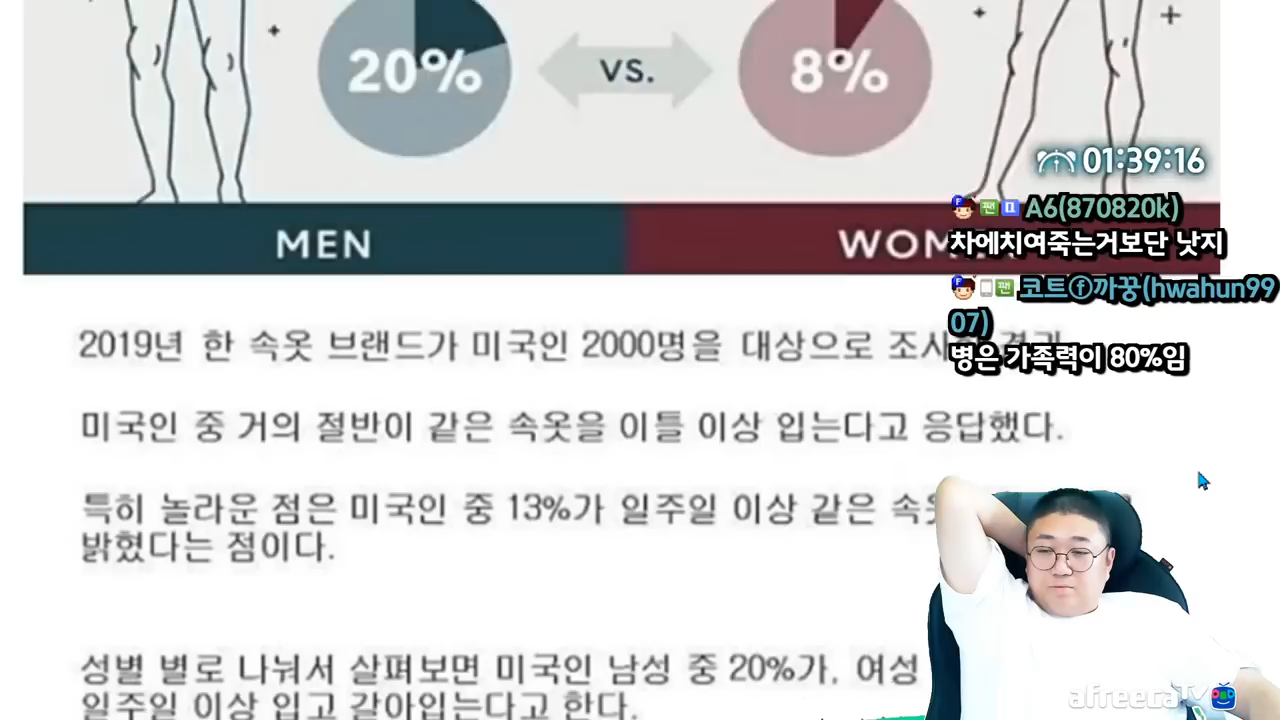 20%
VS.
8%
01:39:16
A6(870820k)
차에치여죽는거보단 낫지
MEN
WOM
코트ⓕ까꿍(hwahun99
07)
병은 가족력이 80%임
2019년 한 속옷 브랜드가 미국인 2000명을 대상으로 조사
미국인 중 거의 절반이 같은 속옷을 이틀 이상 입는다고 응답했다.
특히 놀라운 점은 미국인 중 13%가 일주일 이상 같은
밝혔다는 점이다.
성별 별로 나눠서 살펴보면 미국인 남성 중 20%가, 여성
일주일 이상 입고 갈아입는다고 한다.
afreecaTV